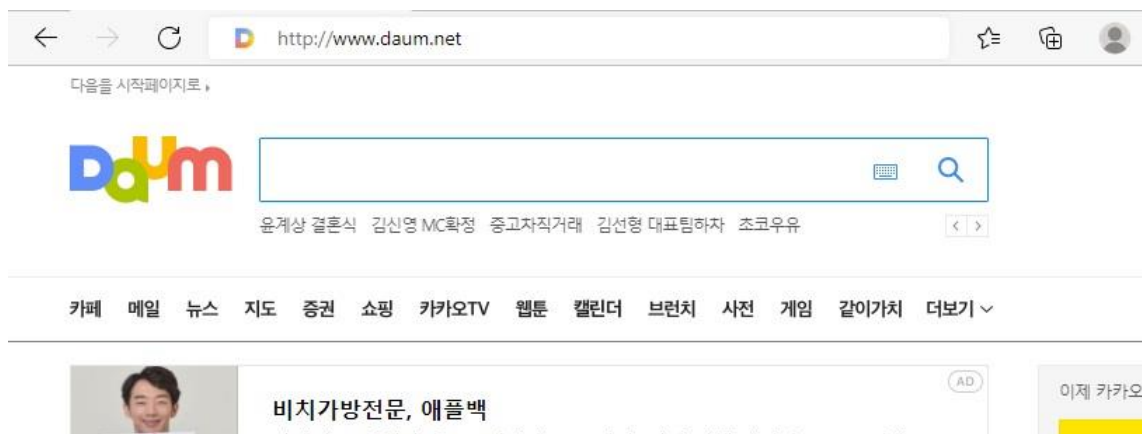 http://www.daum.net
다음을 시작페이지로
Daum
윤계상 결혼식 김신영 MC확정 중고차직거래 김선형 대표팀하차 초코우유
카페 메일 뉴스 지도 증권 쇼핑 카카오TV 웹툰 캘린더 브런치 사전 게임 같이가치 더보기
AD
비치가방전문, 애플백
이제 카카오